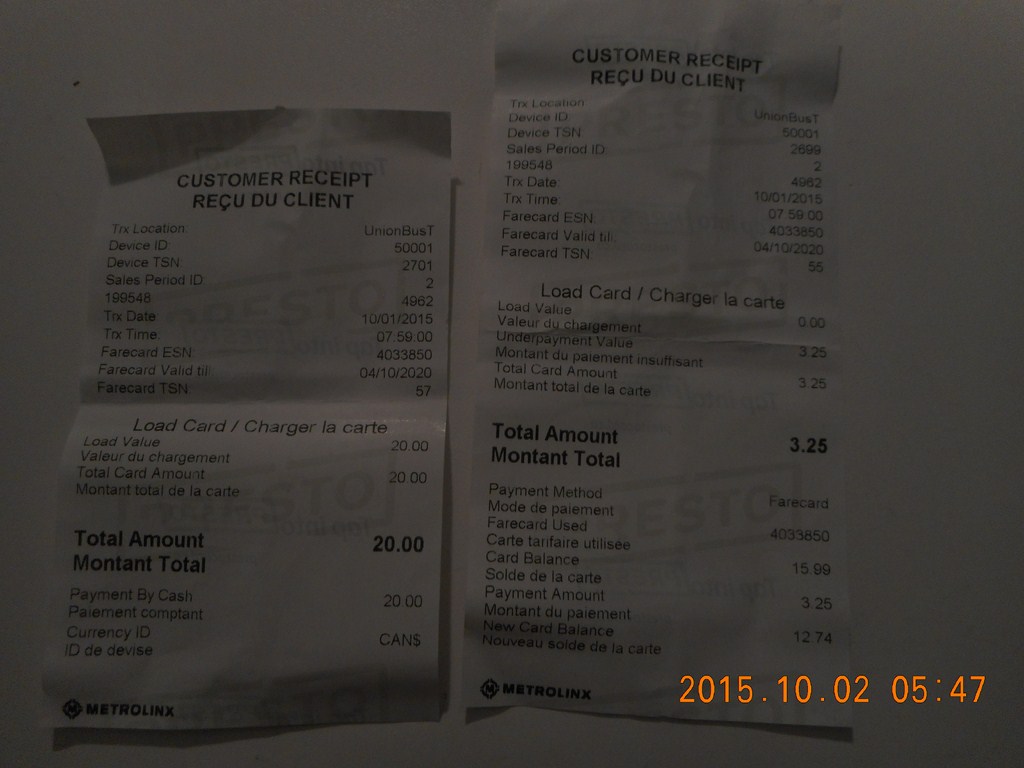 CUSTOMER RECEIPT
REÇU DU CLIENT
Trx Location UnionBusT
Device ID: 50001
Device TSN: 2701
Sales Period ID: 2
199548 4962
Trx Date: 10/01/2015
Trx Time: 07:59:00
Farecard ESN: 4033850
Farecard Valid til: 04/10/2020
Farecard TSN: 57
Load Card / Charger la carte
Load Value 20.00
Valeur du chargement
Total Card Amount 20.00
Montant total de la carte
Total Amount 20.00
Montant Total
Payment By Cash 20.00
Paiement comptant
Currency ID CAN$
ID de devise
METROLINX
CUSTOMER RECEIPT
REÇU DU CLIENT
Trx Location UnionBusT
Device ID: 50001
Device TSN: 2699
Sales Period ID: 2
199548 4962
Trx Date: 10/01/2015
Trx Time: 07:59:00
Farecard ESN: 4033850
Farecard Valid til: 04/10/2020
Farecard TSN: 55
Load Card / Charger la carte
Load Value 0.00
Valeur du chargement
Underpayment Value 3.25
Montant du paiement insuffisant
Total Card Amount 3.25
Montant total de la carte
Total Amount 3.25
Montant Total
Payment Method Farecard
Mode de paiement
Farecard Used 4033850
Carte tarifaire utilisée
Card Balance 15.99
Solde de la carte
Payment Amount 3.25
Montant du paiement
New Card Balance 12.74
Nouveau solde de la carte
METROLINX
2015.10.02 05:47